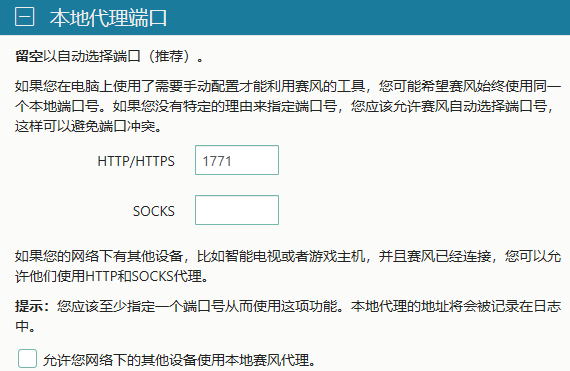 本地代理端口
留空以自动选择端口（推荐）。
如果您在电脑上使用了需要手动配置才能利用赛风的工具，您可能希望赛风始终使用同一
个本地端口号。如果您没有特定的理由来指定端口号，您应该允许赛风自动选择端口号，
这样可以避免端口冲突。
HTTP/HTTPS 1771
SOCKS
如果您的网络下有其他设备，比如智能电视或者游戏主机，并且赛风已经连接，您可以允
许他们使用HTTP和SOCKS代理。
提示：您应该至少指定一个端口号从而使用这项功能。本地代理的地址将会被记录在日志
中。
允许您网络下的其他设备使用本地赛风代理。